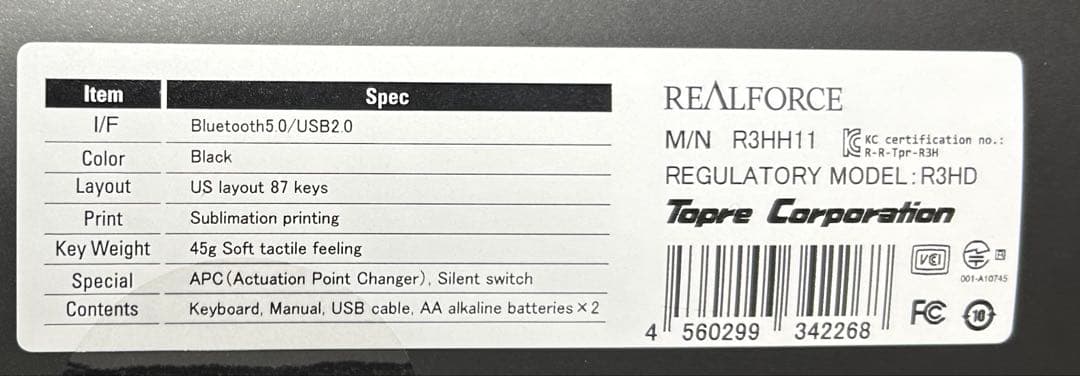 Item Spec
I/F Bluetooth5.0/USB2.0
Color Black
Layout US layout 87 keys
Print Sublimation printing
Key Weight 45g Soft tactile feeling
Special APC(Actuation Point Changer), Silent switch
Contents Keyboard, Manual, USB cable, AA alkaline batteries×2
REALFORCE
M/N R3HH11
KC certification no.:
R-R-Tpr-R3H
REGULATORY MODEL:R3HD
Topre Corporation
VCI
001-A10745
FC
10
4 560299 342268